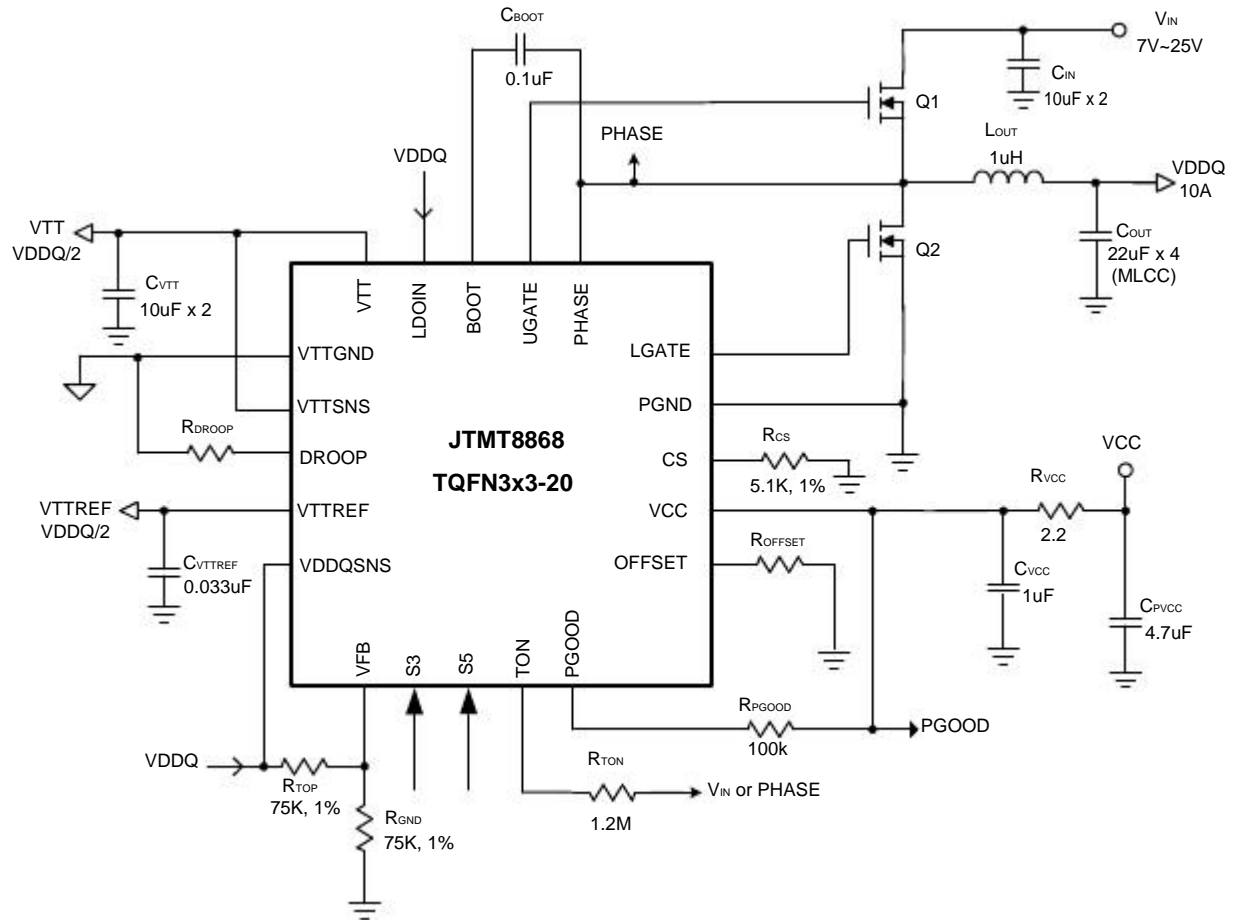 CBOOT
0.1uF
VIN
7V~25V
CIN
10uF x 2
Q1
PHASE
LOUT
1uH
VDDQ
VDDQ
10A
VTT
VDDQ/2
COUT
22uF x 4
(MLCC)
Q2
CVTT
10uF x 2
VTT
LDOIN
BOOT
UGATE
PHASE
VTTGND
LGATE
VTTSNS
PGND
RDROOP
DROOP
JTMT8868
TQFN3x3-20
CS
RCS
5.1K, 1%
VCC
RVCC
2.2
VTTREF
VDDQ/2
VTTREF
VCC
CVTTREF
0.033uF
VDDQSNS
OFFSET
ROFFSET
CVCC
1uF
CPVCC
4.7uF
VFB
S3
S5
TON
PGOOD
RPGOOD
100k
PGOOD
VDDQ
RTOP
75K, 1%
RGND
75K, 1%
RTON
1.2M
VIN or PHASE